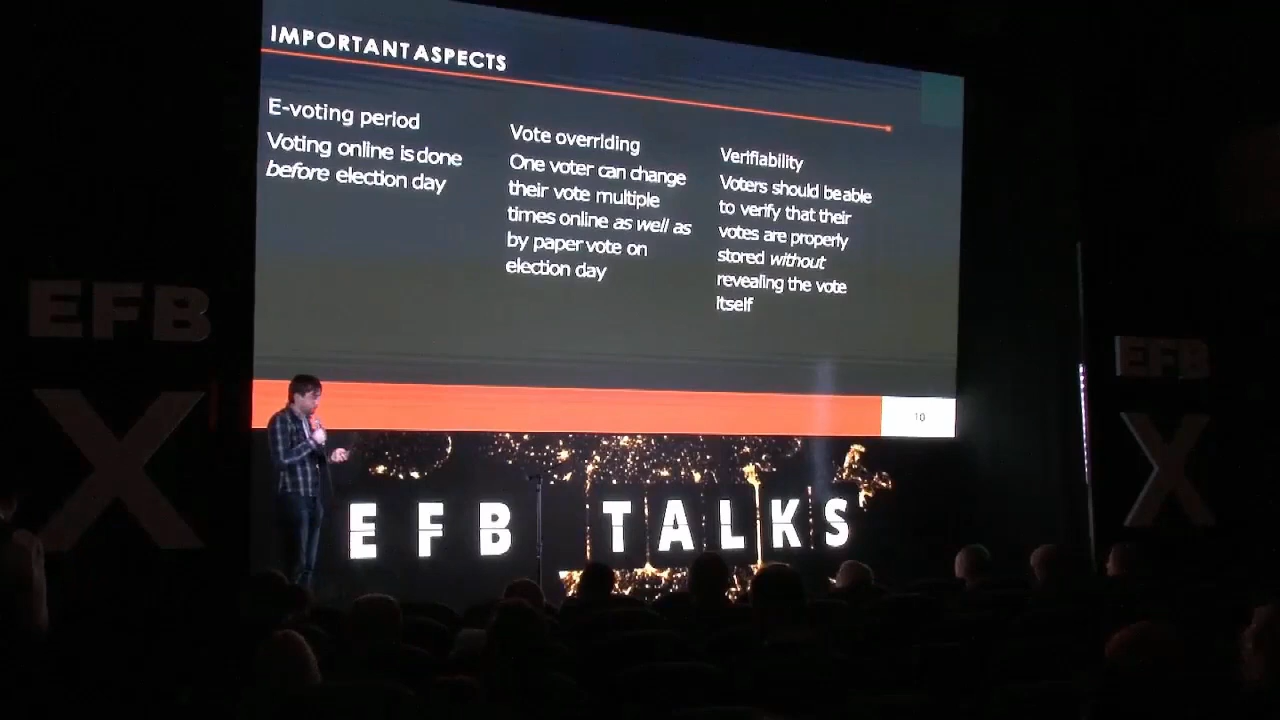 IMPORTANT ASPECTS
E-voting period
Voting online is done
before election day
Vote overriding
One voter can change
their vote multiple
times online as well as
by paper vote on
election day
Verifiability
Voters should be able
to verify that their
votes are properly
stored without
revealing the vote
itself
10
EFB
X
EFB TALKS
EFB
X